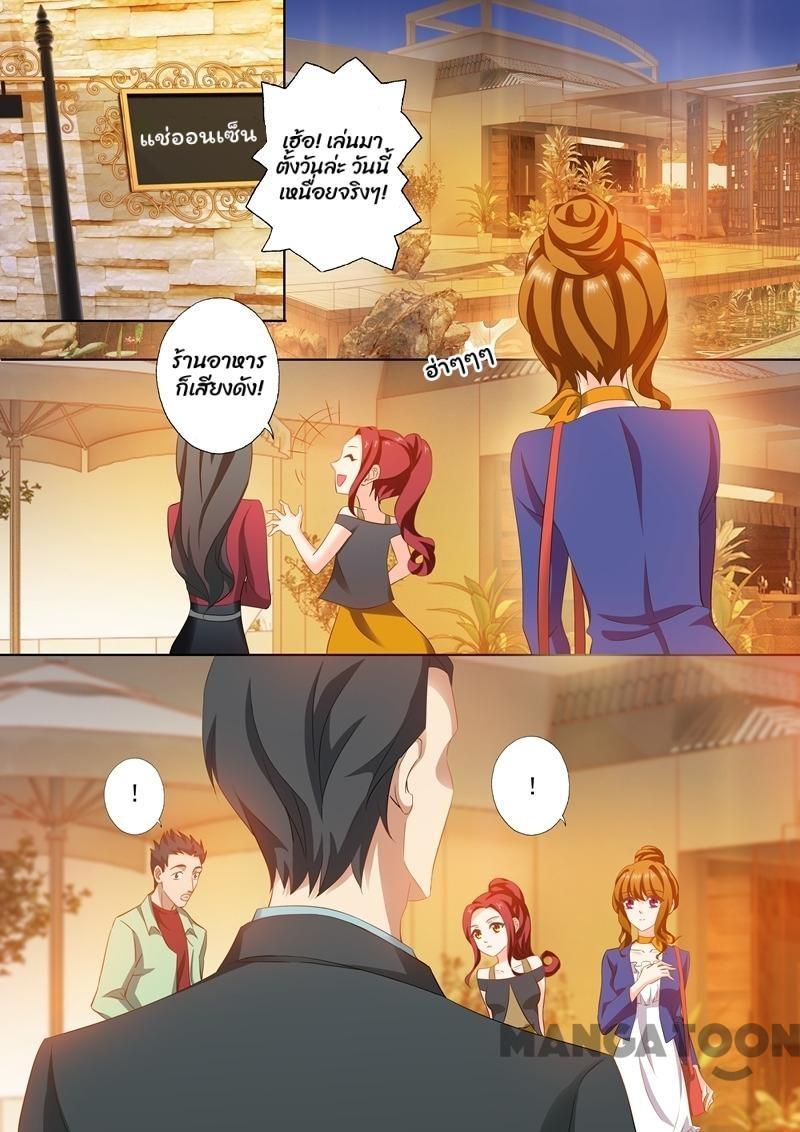 แช่ออนเซ็น
เฮ้อ! เล่นมา
ตั้งวันล่ะ วันนี้
เหนื่อยจริงๆ!
ร้านอาหาร
ก็เสียงดัง!
ฮ่าๆๆๆ
!
!
MANGATOON